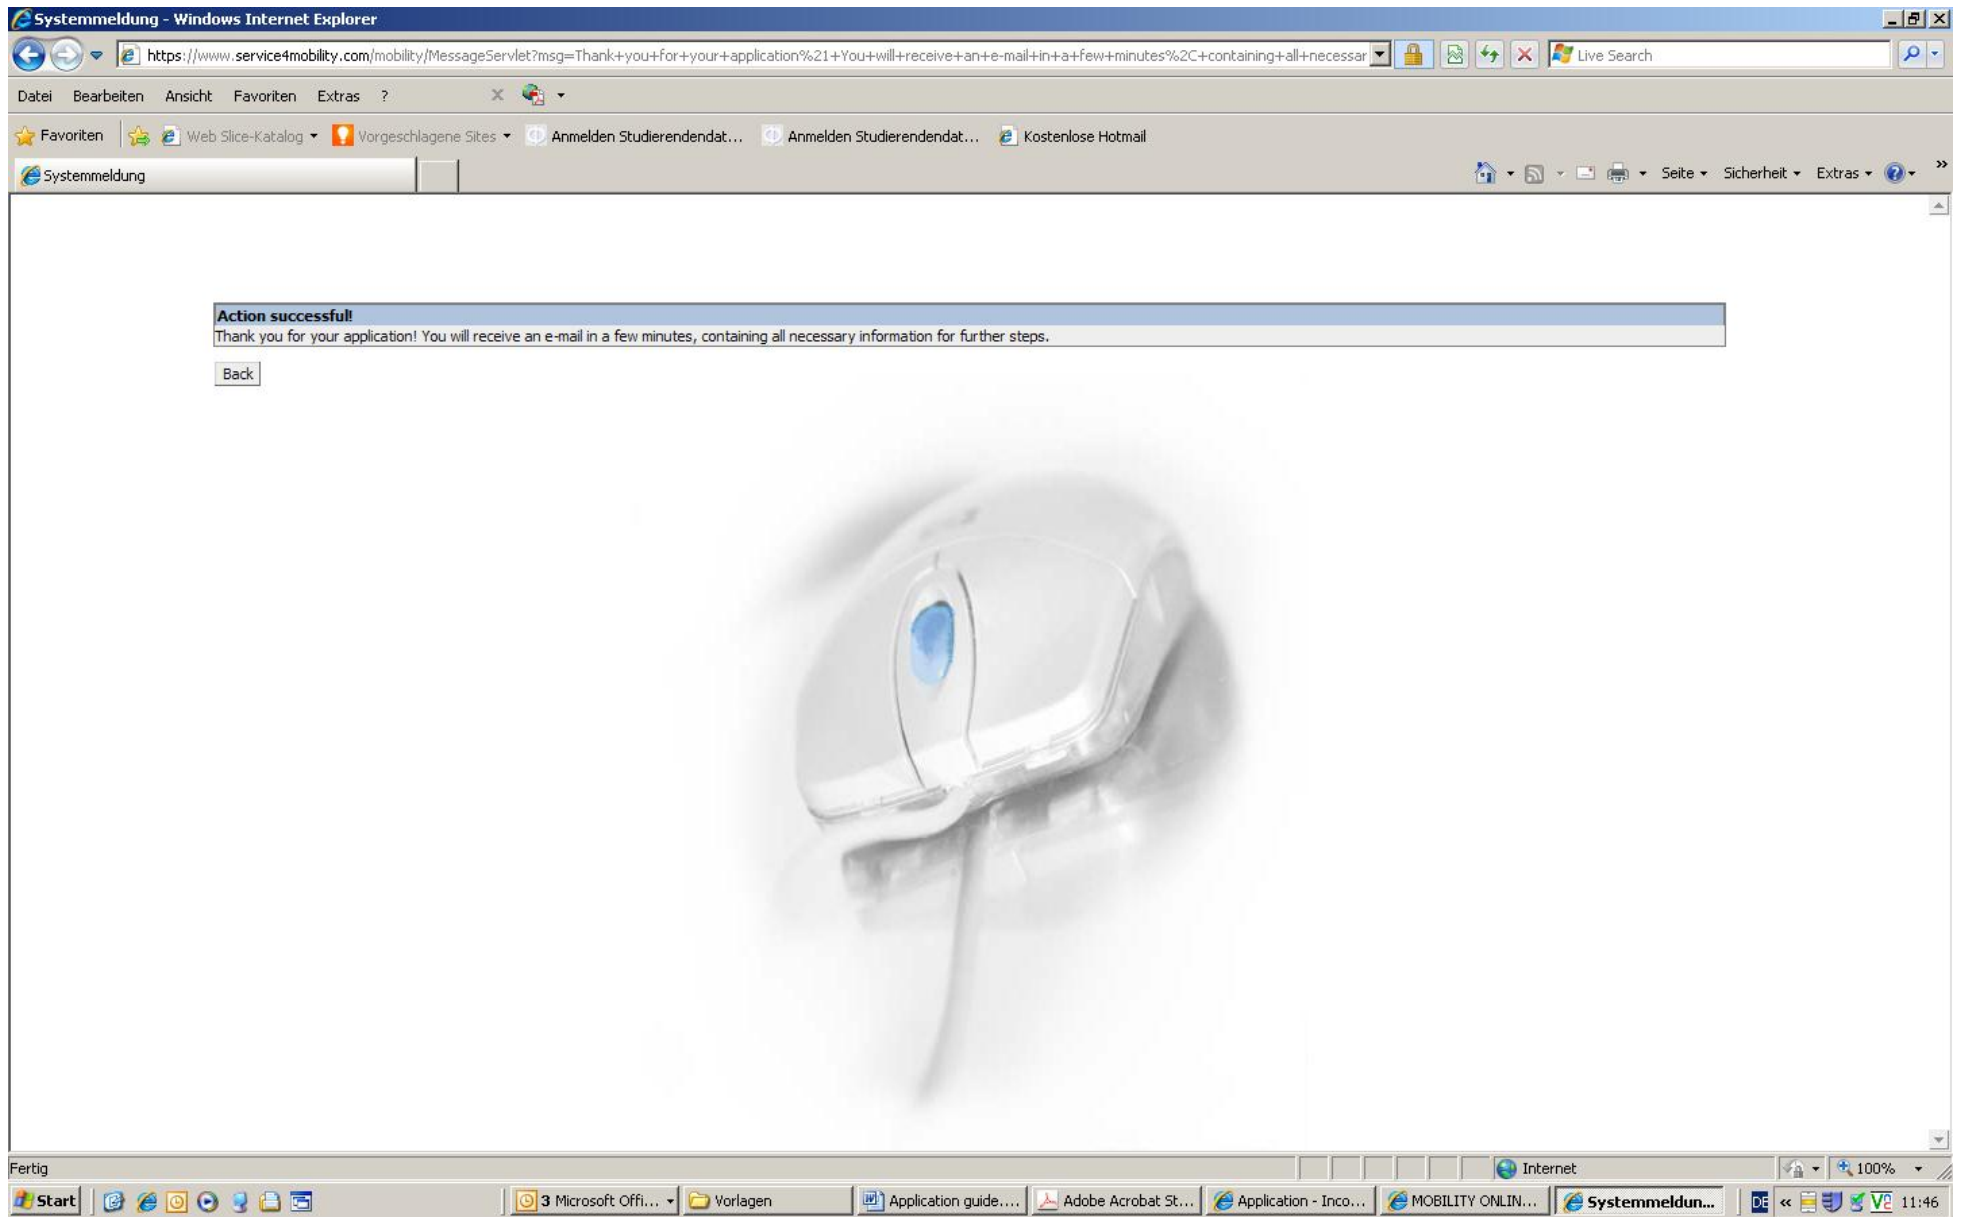 Systemmeldung - Windows Internet Explorer
https://www.service4mobility.com/mobility/MessageServlet?msg=Thank+you+for+your+application%21+You+will+receive+an+e-mail+in+a+few+minutes%2C+containing+all+necessar
Live Search
Datei Bearbeiten Ansicht Favoriten Extras ?
Favoriten Web Slice-Katalog Vorgeschlagene Sites Anmelden Studierendendat... Anmelden Studierendendat... Kostenlose Hotmail
Systemmeldung Seite Sicherheit Extras »
Action successful!
Thank you for your application! You will receive an e-mail in a few minutes, containing all necessary information for further steps.
Back
Fertig Internet 100%
Start 3 Microsoft Offi... Vorlagen Application guide.... Adobe Acrobat St... Application - Inco... MOBILITY ONLIN... Systemmeldun... DE « 11:46